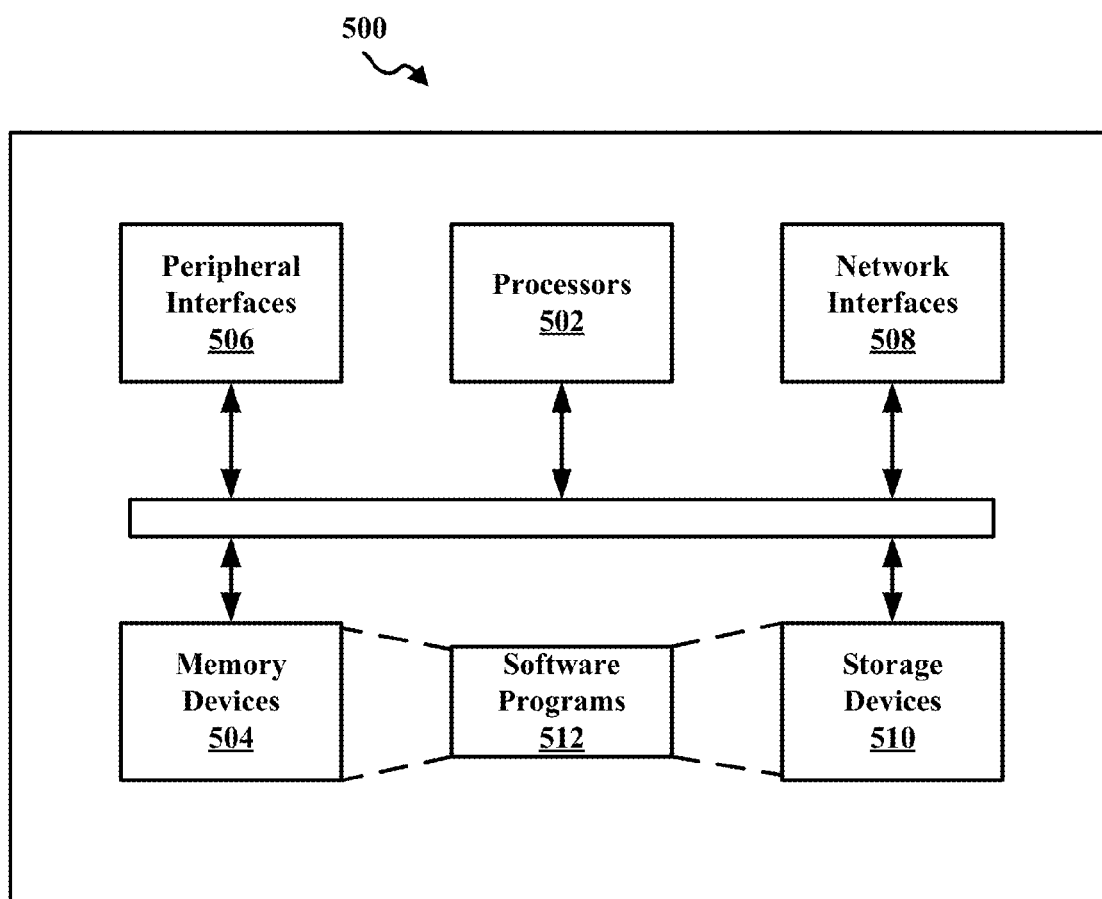 500
Peripheral
Interfaces
506
Processors
502
Network
Interfaces
508
Memory
Devices
504
Software
Programs
512
Storage
Devices
510